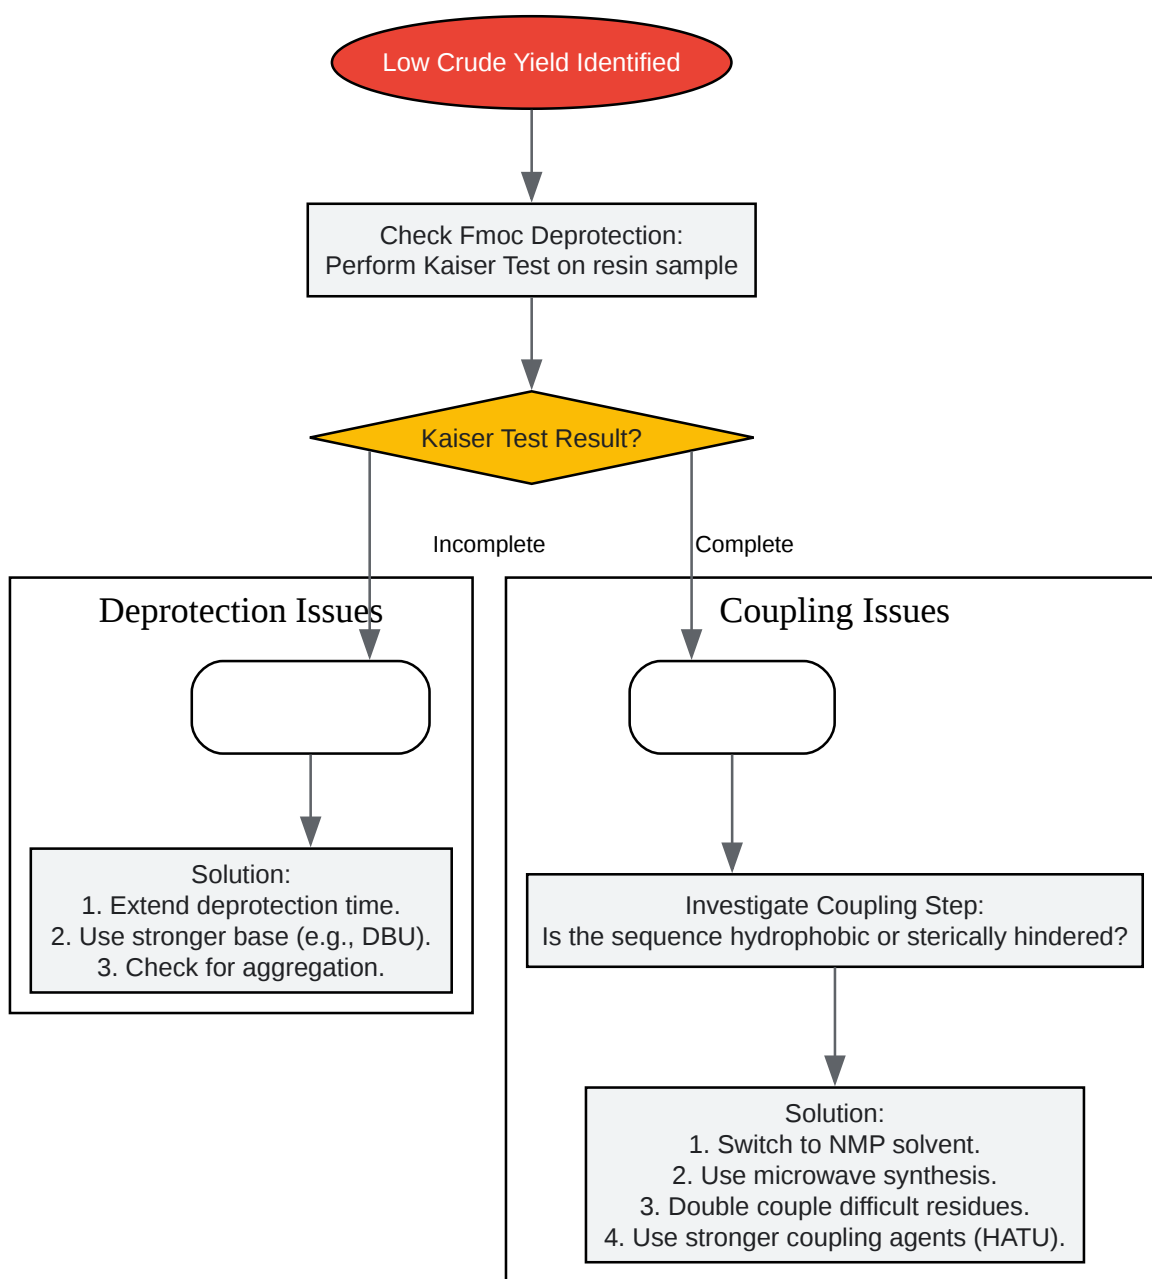 Low Crude Yield Identified
Check Fmoc Deprotection:
Perform Kaiser Test on resin sample
Kaiser Test Result?
Incomplete
Complete
Deprotection Issues
Solution:
1. Extend deprotection time.
2. Use stronger base (e.g., DBU).
3. Check for aggregation.
Coupling Issues
Investigate Coupling Step:
Is the sequence hydrophobic or sterically hindered?
Solution:
1. Switch to NMP solvent.
2. Use microwave synthesis.
3. Double couple difficult residues.
4. Use stronger coupling agents (HATU).